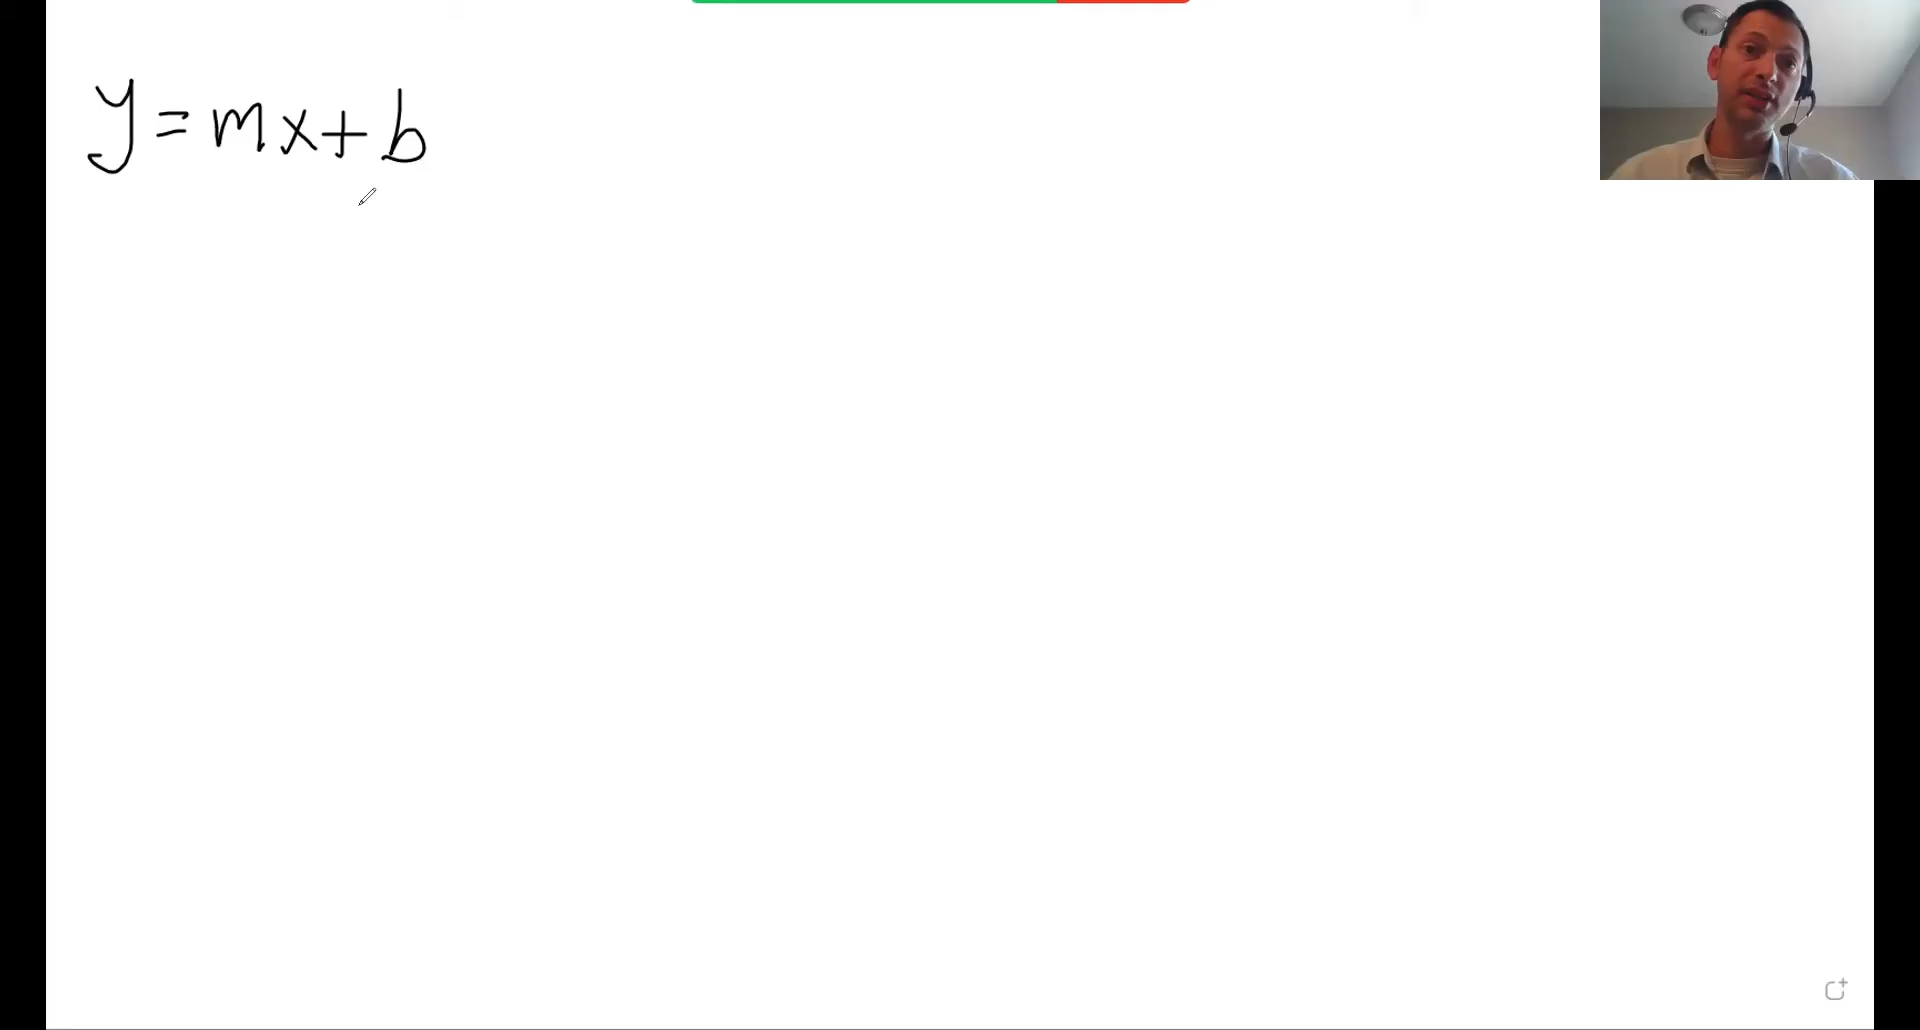 y = mx + b